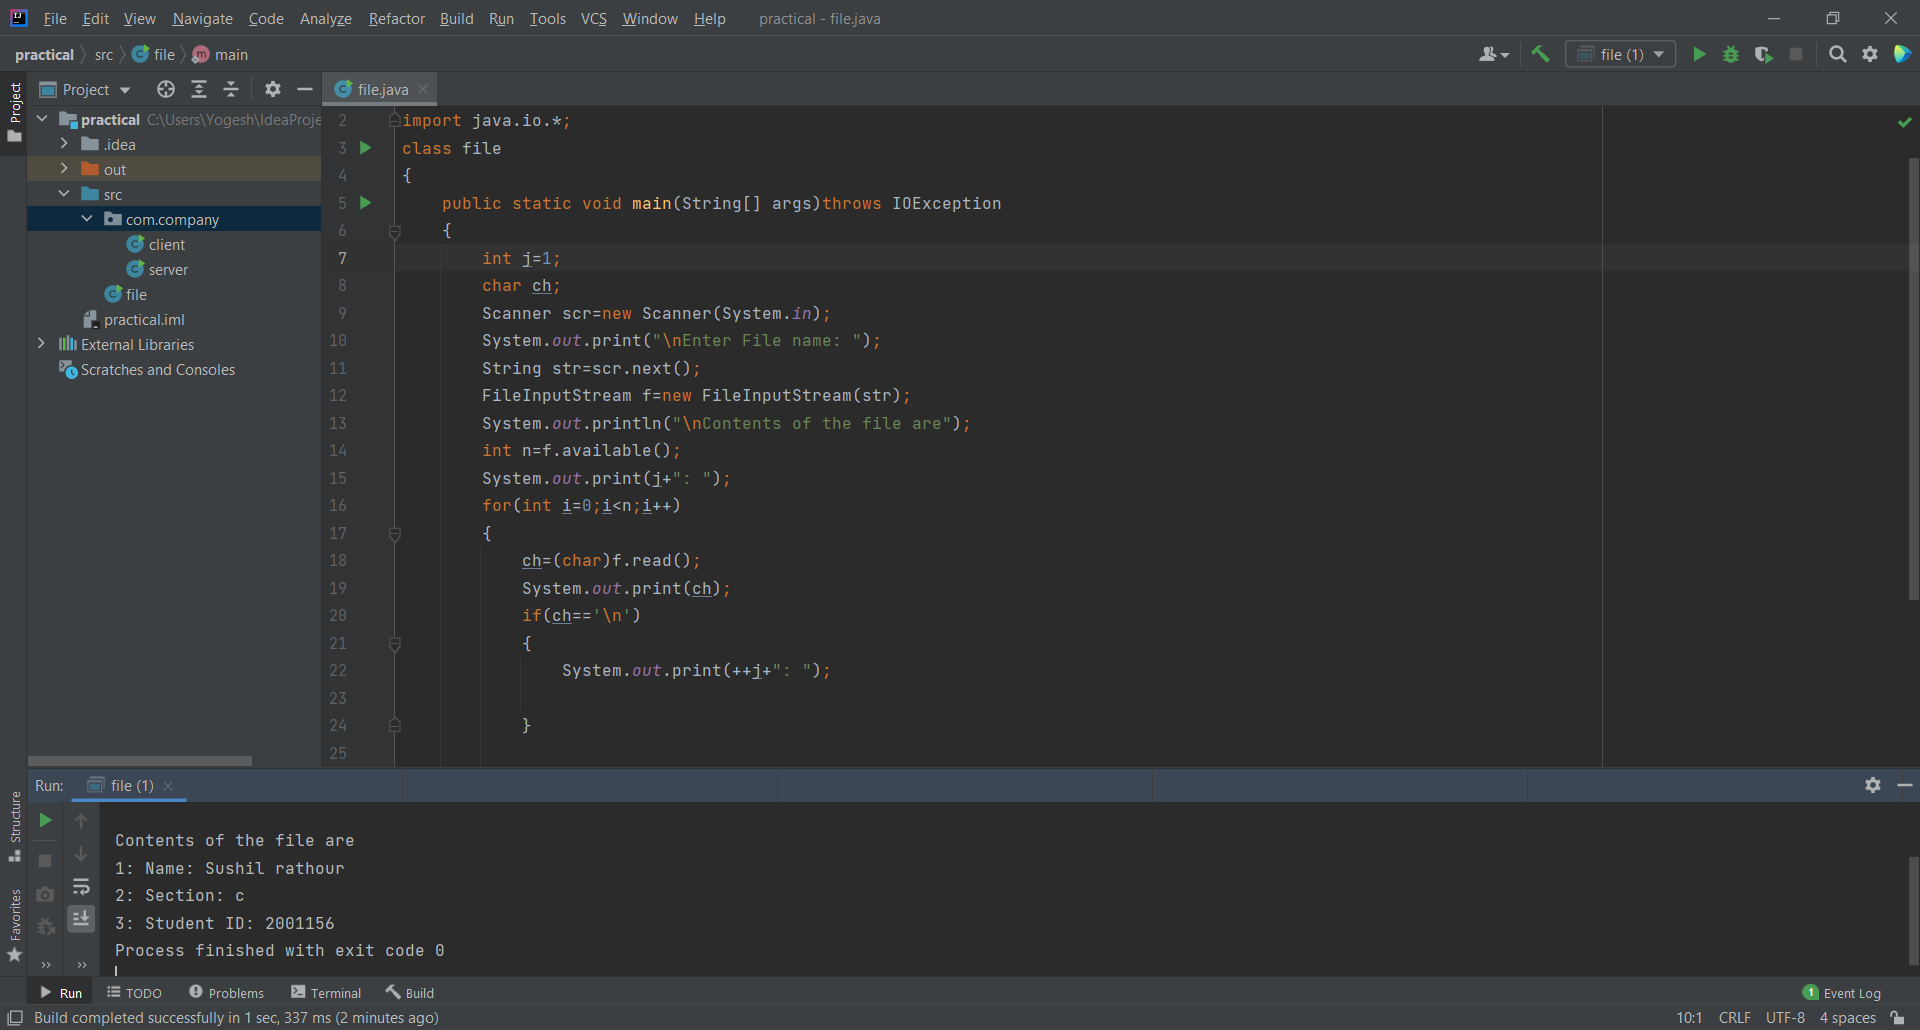 File Edit View Navigate Code Analyze Refactor Build Run Tools VCS Window Help practical - file.java
practical src file main file (1)
Project file.java
Project
practical C:\Users\Yogesh\IdeaProje
.idea
out
src
com.company
client
server
file
practical.iml
External Libraries
Scratches and Consoles
2 import java.io.*;
3 class file
4 {
5 public static void main(String[] args)throws IOException
6 {
7 int j=1;
8 char ch;
9 Scanner scr=new Scanner(System.in);
10 System.out.print("\nEnter File name: ");
11 String str=scr.next();
12 FileInputStream f=new FileInputStream(str);
13 System.out.println("\nContents of the file are");
14 int n=f.available();
15 System.out.print(j+": ");
16 for(int i=0;i<n;i++)
17 {
18 ch=(char)f.read();
19 System.out.print(ch);
20 if(ch=='\n')
21 {
22 System.out.print(++j+": ");
23
24 }
25
Run: file (1)
Structure
Favorites
Contents of the file are
1: Name: Sushil rathour
2: Section: c
3: Student ID: 2001156
Process finished with exit code 0
Run TODO Problems Terminal Build 1 Event Log
Build completed successfully in 1 sec, 337 ms (2 minutes ago) 10:1 CRLF UTF-8 4 spaces